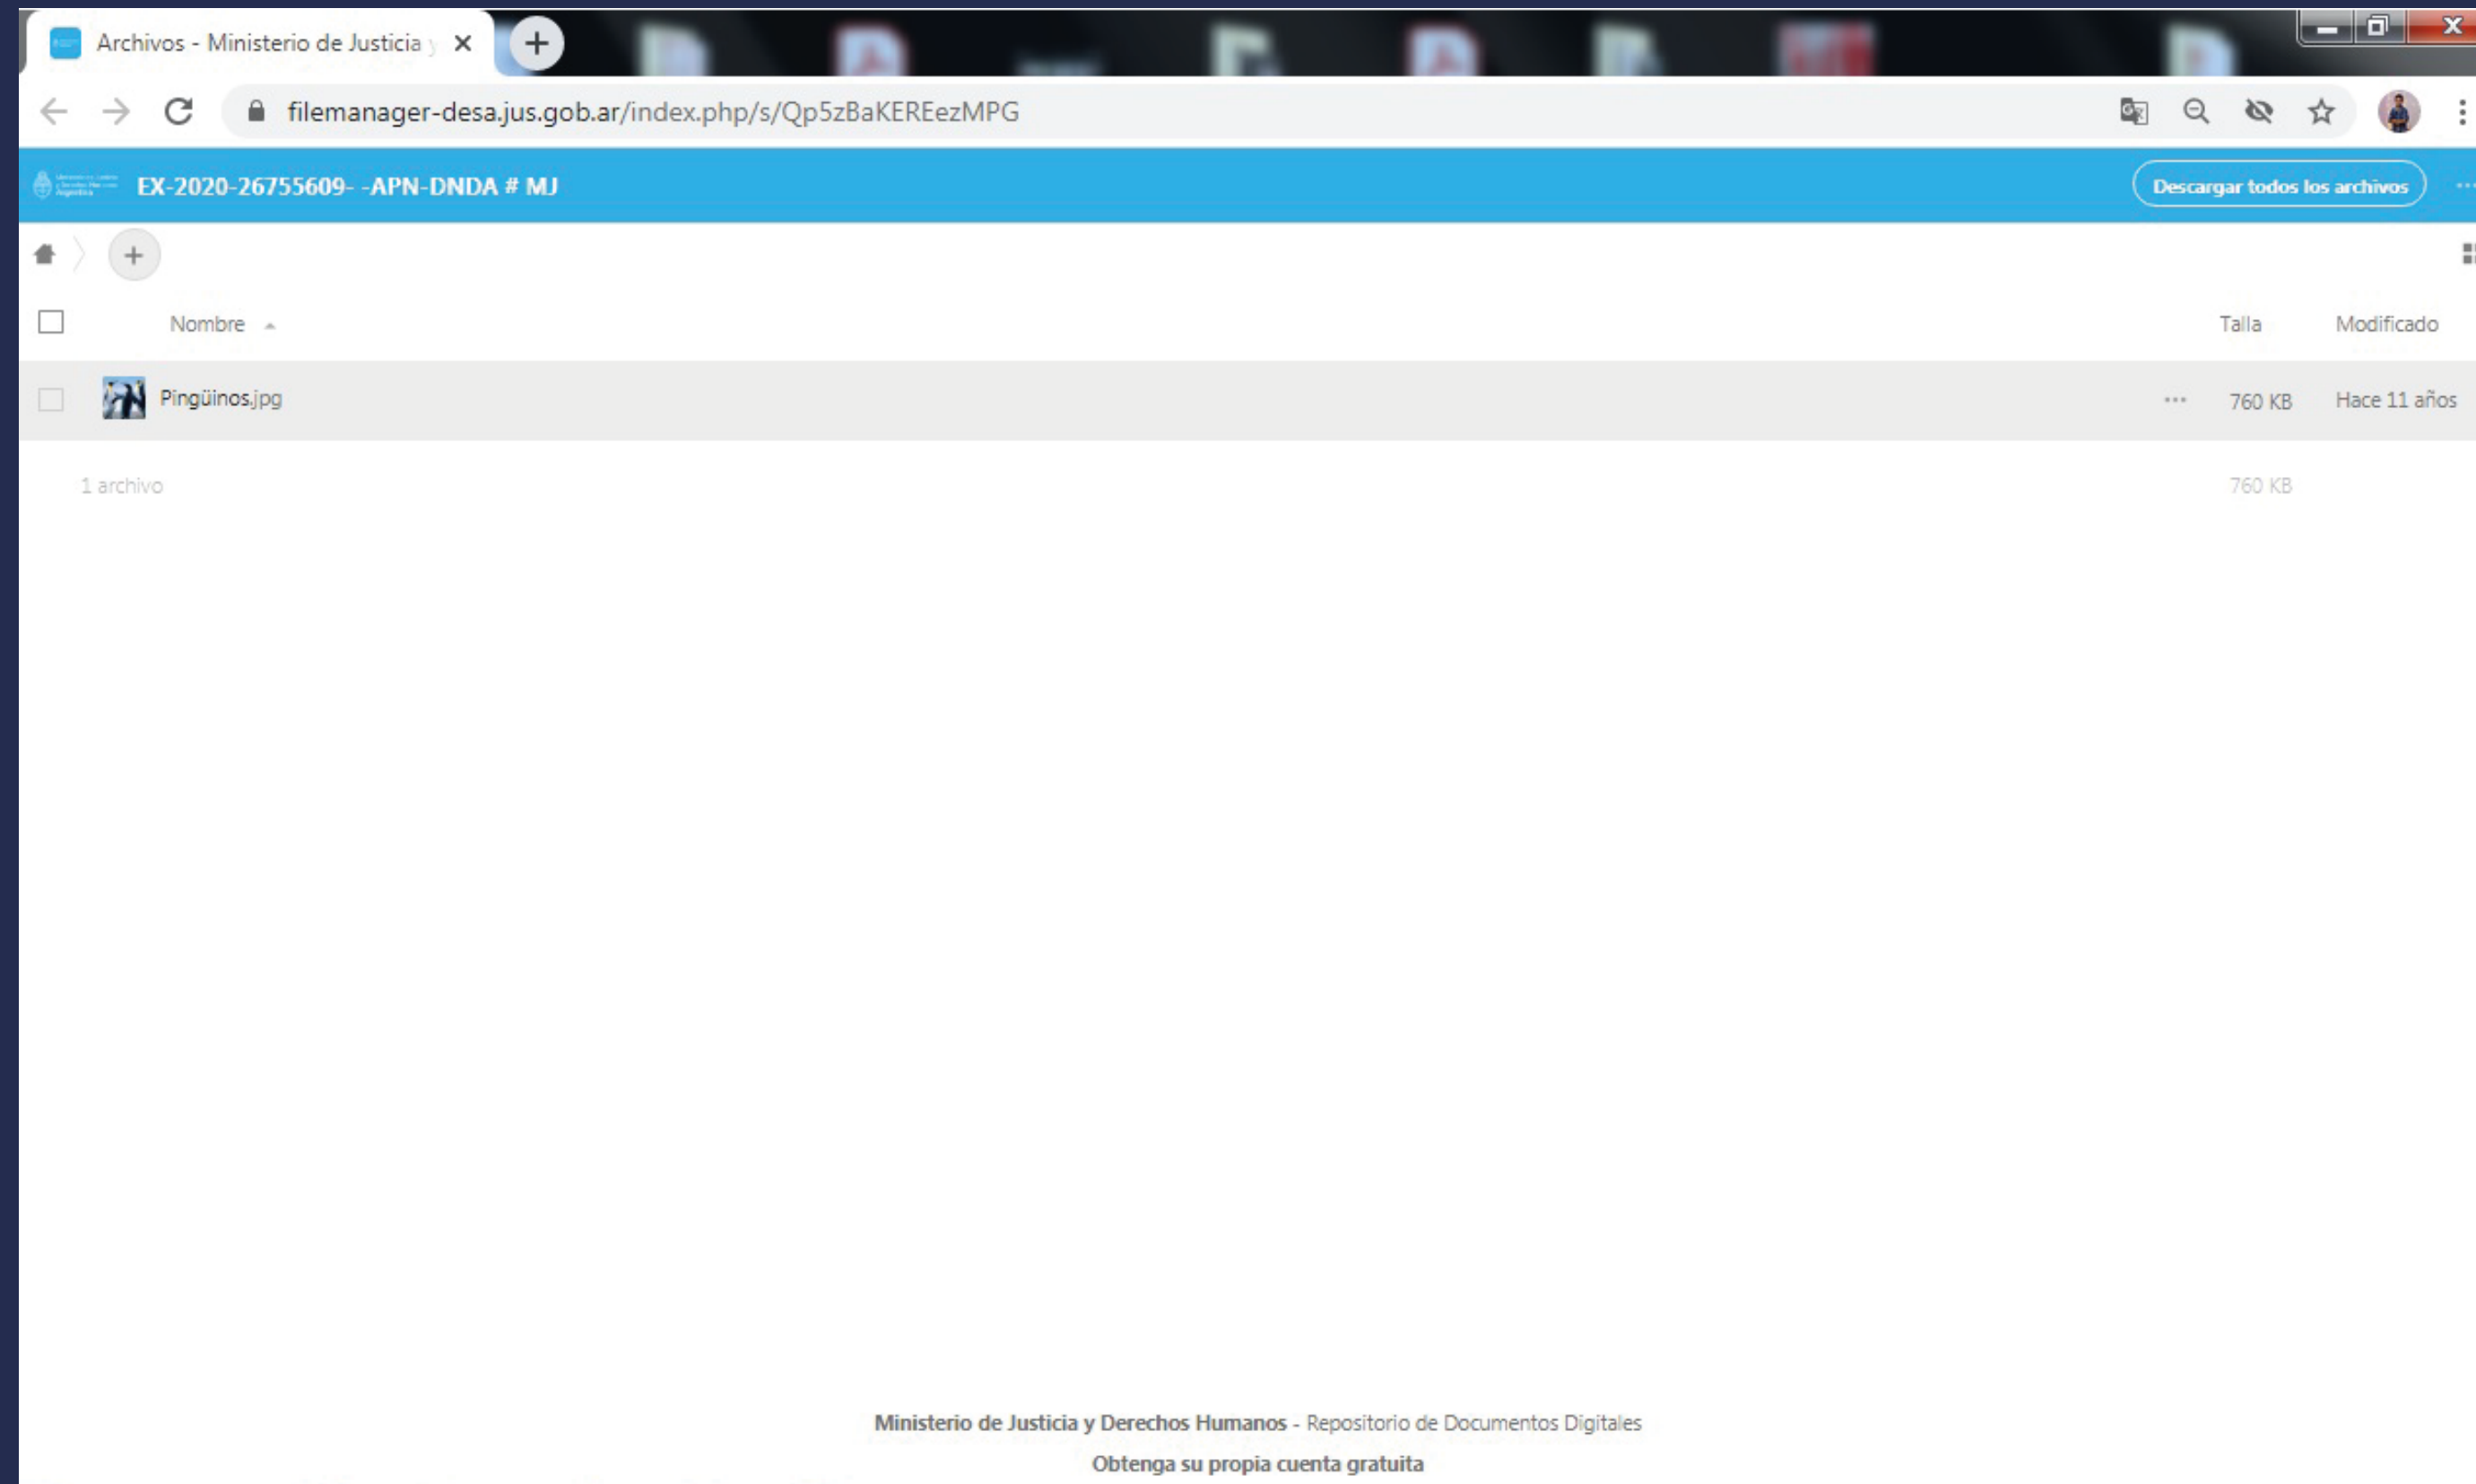 Archivos - Ministerio de Justicia y
filemanager-desa.jus.gob.ar/index.php/s/Qp5zBaKEREezMPG
EX-2020-26755609- -APN-DNDA # MJ
Descargar todos los archivos
Nombre
Talla
Modificado
Pingüinos.jpg
760 KB
Hace 11 años
1 archivo
760 KB
Ministerio de Justicia y Derechos Humanos - Repositorio de Documentos Digitales
Obtenga su propia cuenta gratuita